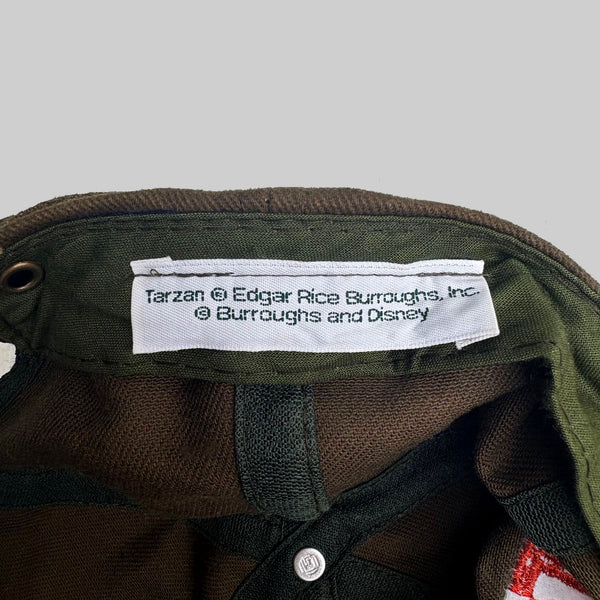 Tarzan ® Edgar Rice Burroughs, Inc.
© Burroughs and Disney